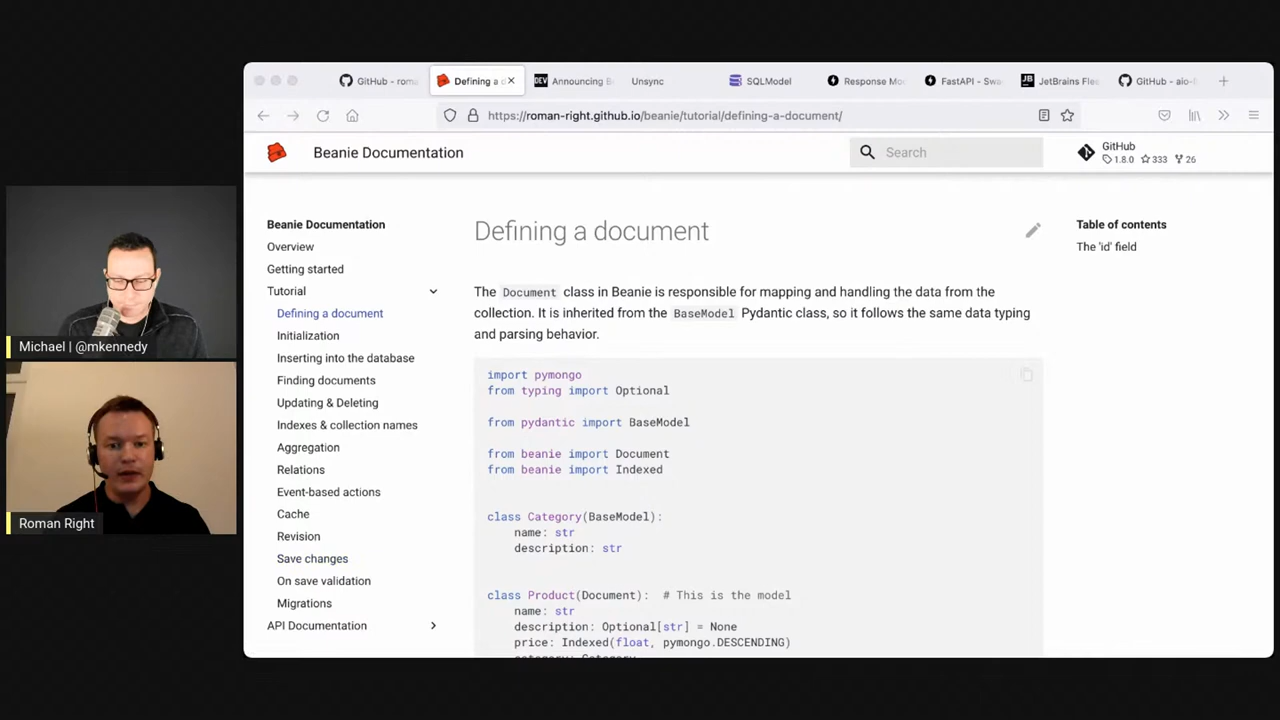 GitHub - roma
Defining a d
DEV Announcing B
Unsync
SQLModel
Response Mo
FastAPI - Swa
JetBrains Fle
GitHub - aio-l
https://roman-right.github.io/beanie/tutorial/defining-a-document/
Beanie Documentation
Search
GitHub
1.8.0 333 26
Beanie Documentation
Overview
Getting started
Tutorial
Defining a document
Initialization
Inserting into the database
Finding documents
Updating & Deleting
Indexes & collection names
Aggregation
Relations
Event-based actions
Cache
Revision
Save changes
On save validation
Migrations
API Documentation
Defining a document
The Document class in Beanie is responsible for mapping and handling the data from the
collection. It is inherited from the BaseModel Pydantic class, so it follows the same data typing
and parsing behavior.
import pymongo
from typing import Optional
from pydantic import BaseModel
from beanie import Document
from beanie import Indexed
class Category(BaseModel):
name: str
description: str
class Product(Document): # This is the model
name: str
description: Optional[str] = None
price: Indexed(float, pymongo.DESCENDING)
category: Category
Table of contents
The 'id' field
Michael | @mkennedy
Roman Right